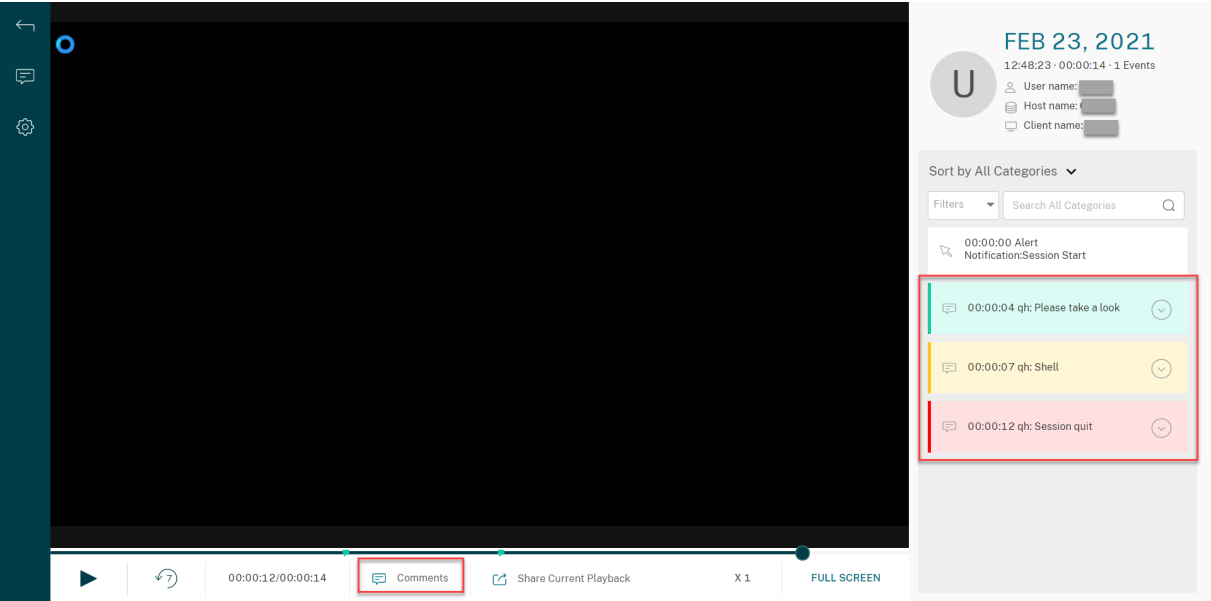 FEB 23, 2021
12:48:23 · 00:00:14 · 1 Events
U
User name:
Host name:
Client name:
Sort by All Categories
Filters
Search All Categories
00:00:00 Alert
Notification:Session Start
00:00:04 qh: Please take a look
00:00:07 qh: Shell
00:00:12 qh: Session quit
7
00:00:12/00:00:14
Comments
Share Current Playback
X 1
FULL SCREEN